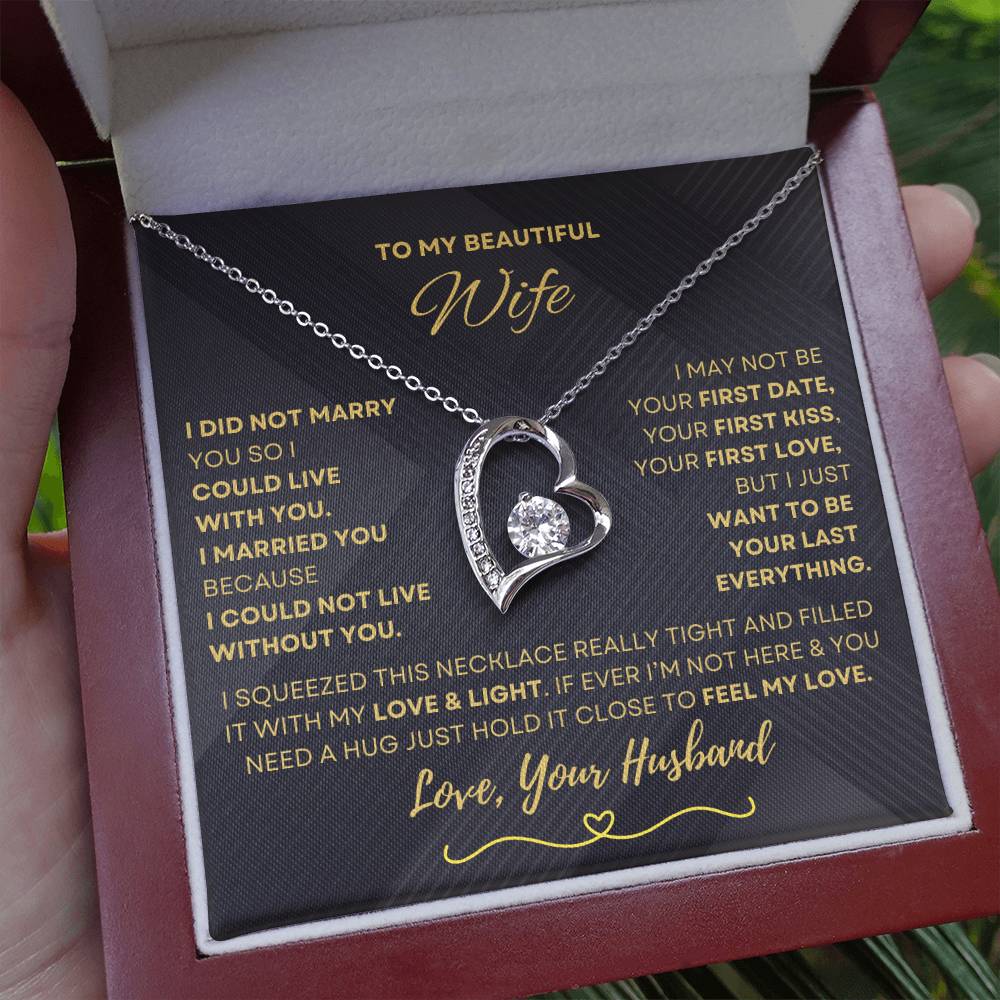 TO MY BEAUTIFUL
Wife
I DID NOT MARRY
YOU SO I
COULD LIVE
WITH YOU.
I MARRIED YOU
BECAUSE
I COULD NOT LIVE
WITHOUT YOU.
I MAY NOT BE
YOUR FIRST DATE,
YOUR FIRST KISS,
YOUR FIRST LOVE,
BUT I JUST
WANT TO BE
YOUR LAST
EVERYTHING.
I SQUEEZED THIS NECKLACE REALLY TIGHT AND FILLED
IT WITH MY LOVE & LIGHT. IF EVER I'M NOT HERE & YOU
NEED A HUG JUST HOLD IT CLOSE TO FEEL MY LOVE.
Love, Your Husband